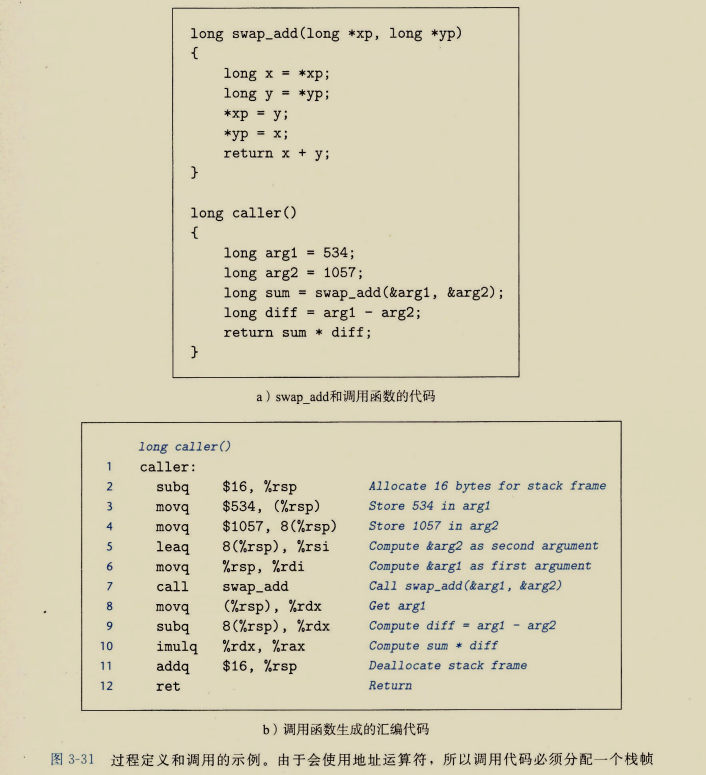 long swap_add(long *xp, long *yp)
{
    long x = *xp;
    long y = *yp;
    *xp = y;
    *yp = x;
    return x + y;
}
long caller()
{
    long arg1 = 534;
    long arg2 = 1057;
    long sum = swap_add(&arg1, &arg2);
    long diff = arg1 - arg2;
    return sum * diff;
}
a）swap_add和调用函数的代码
long caller()
1 caller:
2 subq $16, %rsp Allocate 16 bytes for stack frame
3 movq $534, (%rsp) Store 534 in arg1
4 movq $1057, 8(%rsp) Store 1057 in arg2
5 leaq 8(%rsp), %rsi Compute &arg2 as second argument
6 movq %rsp, %rdi Compute &arg1 as first argument
7 call swap_add Call swap_add(&arg1, &arg2)
8 movq (%rsp), %rdx Get arg1
9 subq 8(%rsp), %rdx Compute diff = arg1 - arg2
10 imulq %rdx, %rax Compute sum * diff
11 addq $16, %rsp Deallocate stack frame
12 ret Return
b）调用函数生成的汇编代码
图 3-31 过程定义和调用的示例。由于会使用地址运算符，所以调用代码必须分配一个栈帧